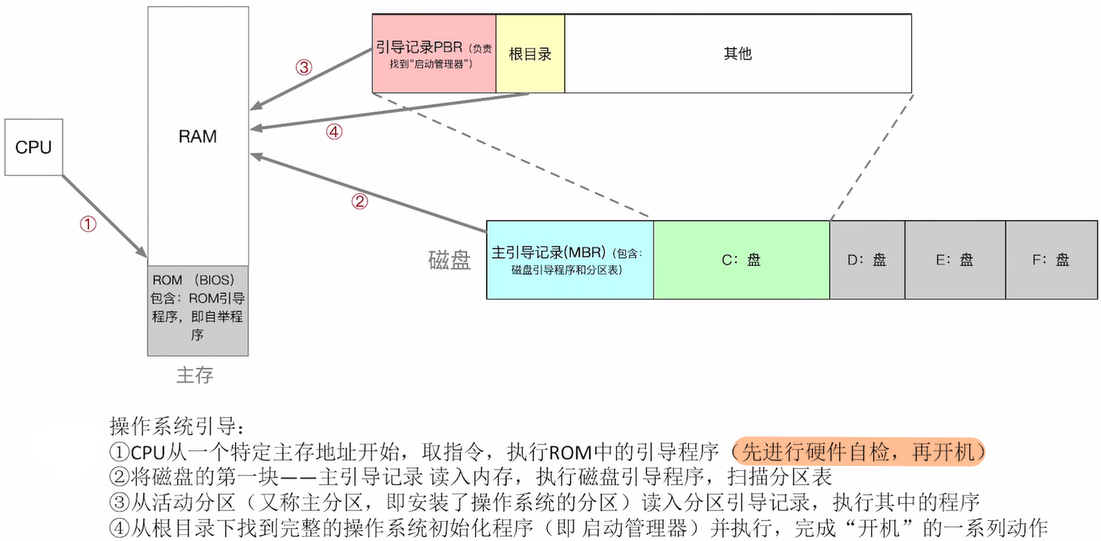 引导记录PBR（负责
找到“启动管理器”）
根目录
其他
③
④
RAM
CPU
②
①
主引导记录(MBR)（包含：
磁盘引导程序和分区表）
C：盘
D：盘
E：盘
F：盘
磁盘
ROM （BIOS）
包含：ROM引导
程序，即自举程
序
主存
操作系统引导：
①CPU从一个特定主存地址开始，取指令，执行ROM中的引导程序（先进行硬件自检，再开机）
②将磁盘的第一块——主引导记录 读入内存，执行磁盘引导程序，扫描分区表
③从活动分区（又称主分区，即安装了操作系统的分区）读入分区引导记录，执行其中的程序
④从根目录下找到完整的操作系统初始化程序（即 启动管理器）并执行，完成“开机”的一系列动作